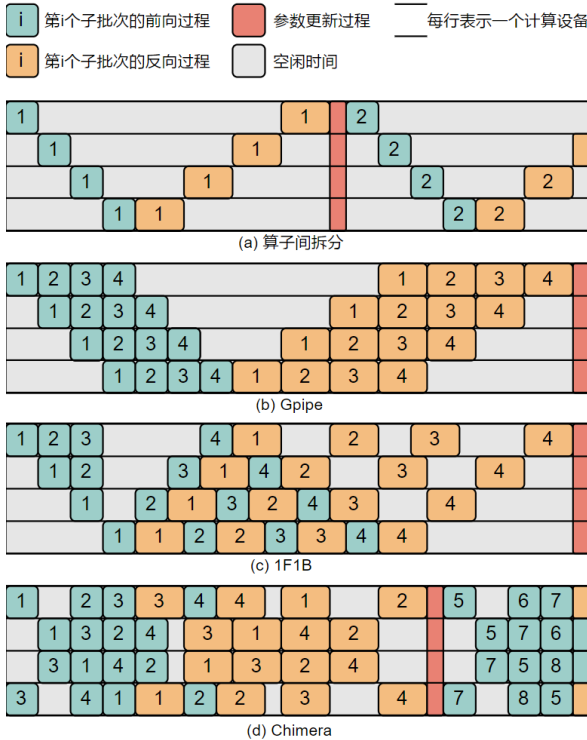 i 第i个子批次的前向过程 参数更新过程 每行表示一个计算设备
i 第i个子批次的反向过程 空闲时间
1 1 2
1 1 2
1 1 2 2
1 1 2 2
(a) 算子间拆分
1 2 3 4 1 2 3 4
1 2 3 4 1 2 3 4
1 2 3 4 1 2 3 4
1 2 3 4 1 2 3 4
(b) Gpipe
1 2 3 4 1 2 3 4
1 2 3 1 4 2 3 4
1 2 1 3 2 4 3 4
1 1 2 2 3 3 4 4
(c) 1F1B
1 2 3 3 4 4 1 2 5 6 7
1 3 2 4 3 1 4 2 5 7 6
3 1 4 2 1 3 2 4 7 5 8
3 4 1 1 2 2 3 4 7 8 5
(d) Chimera